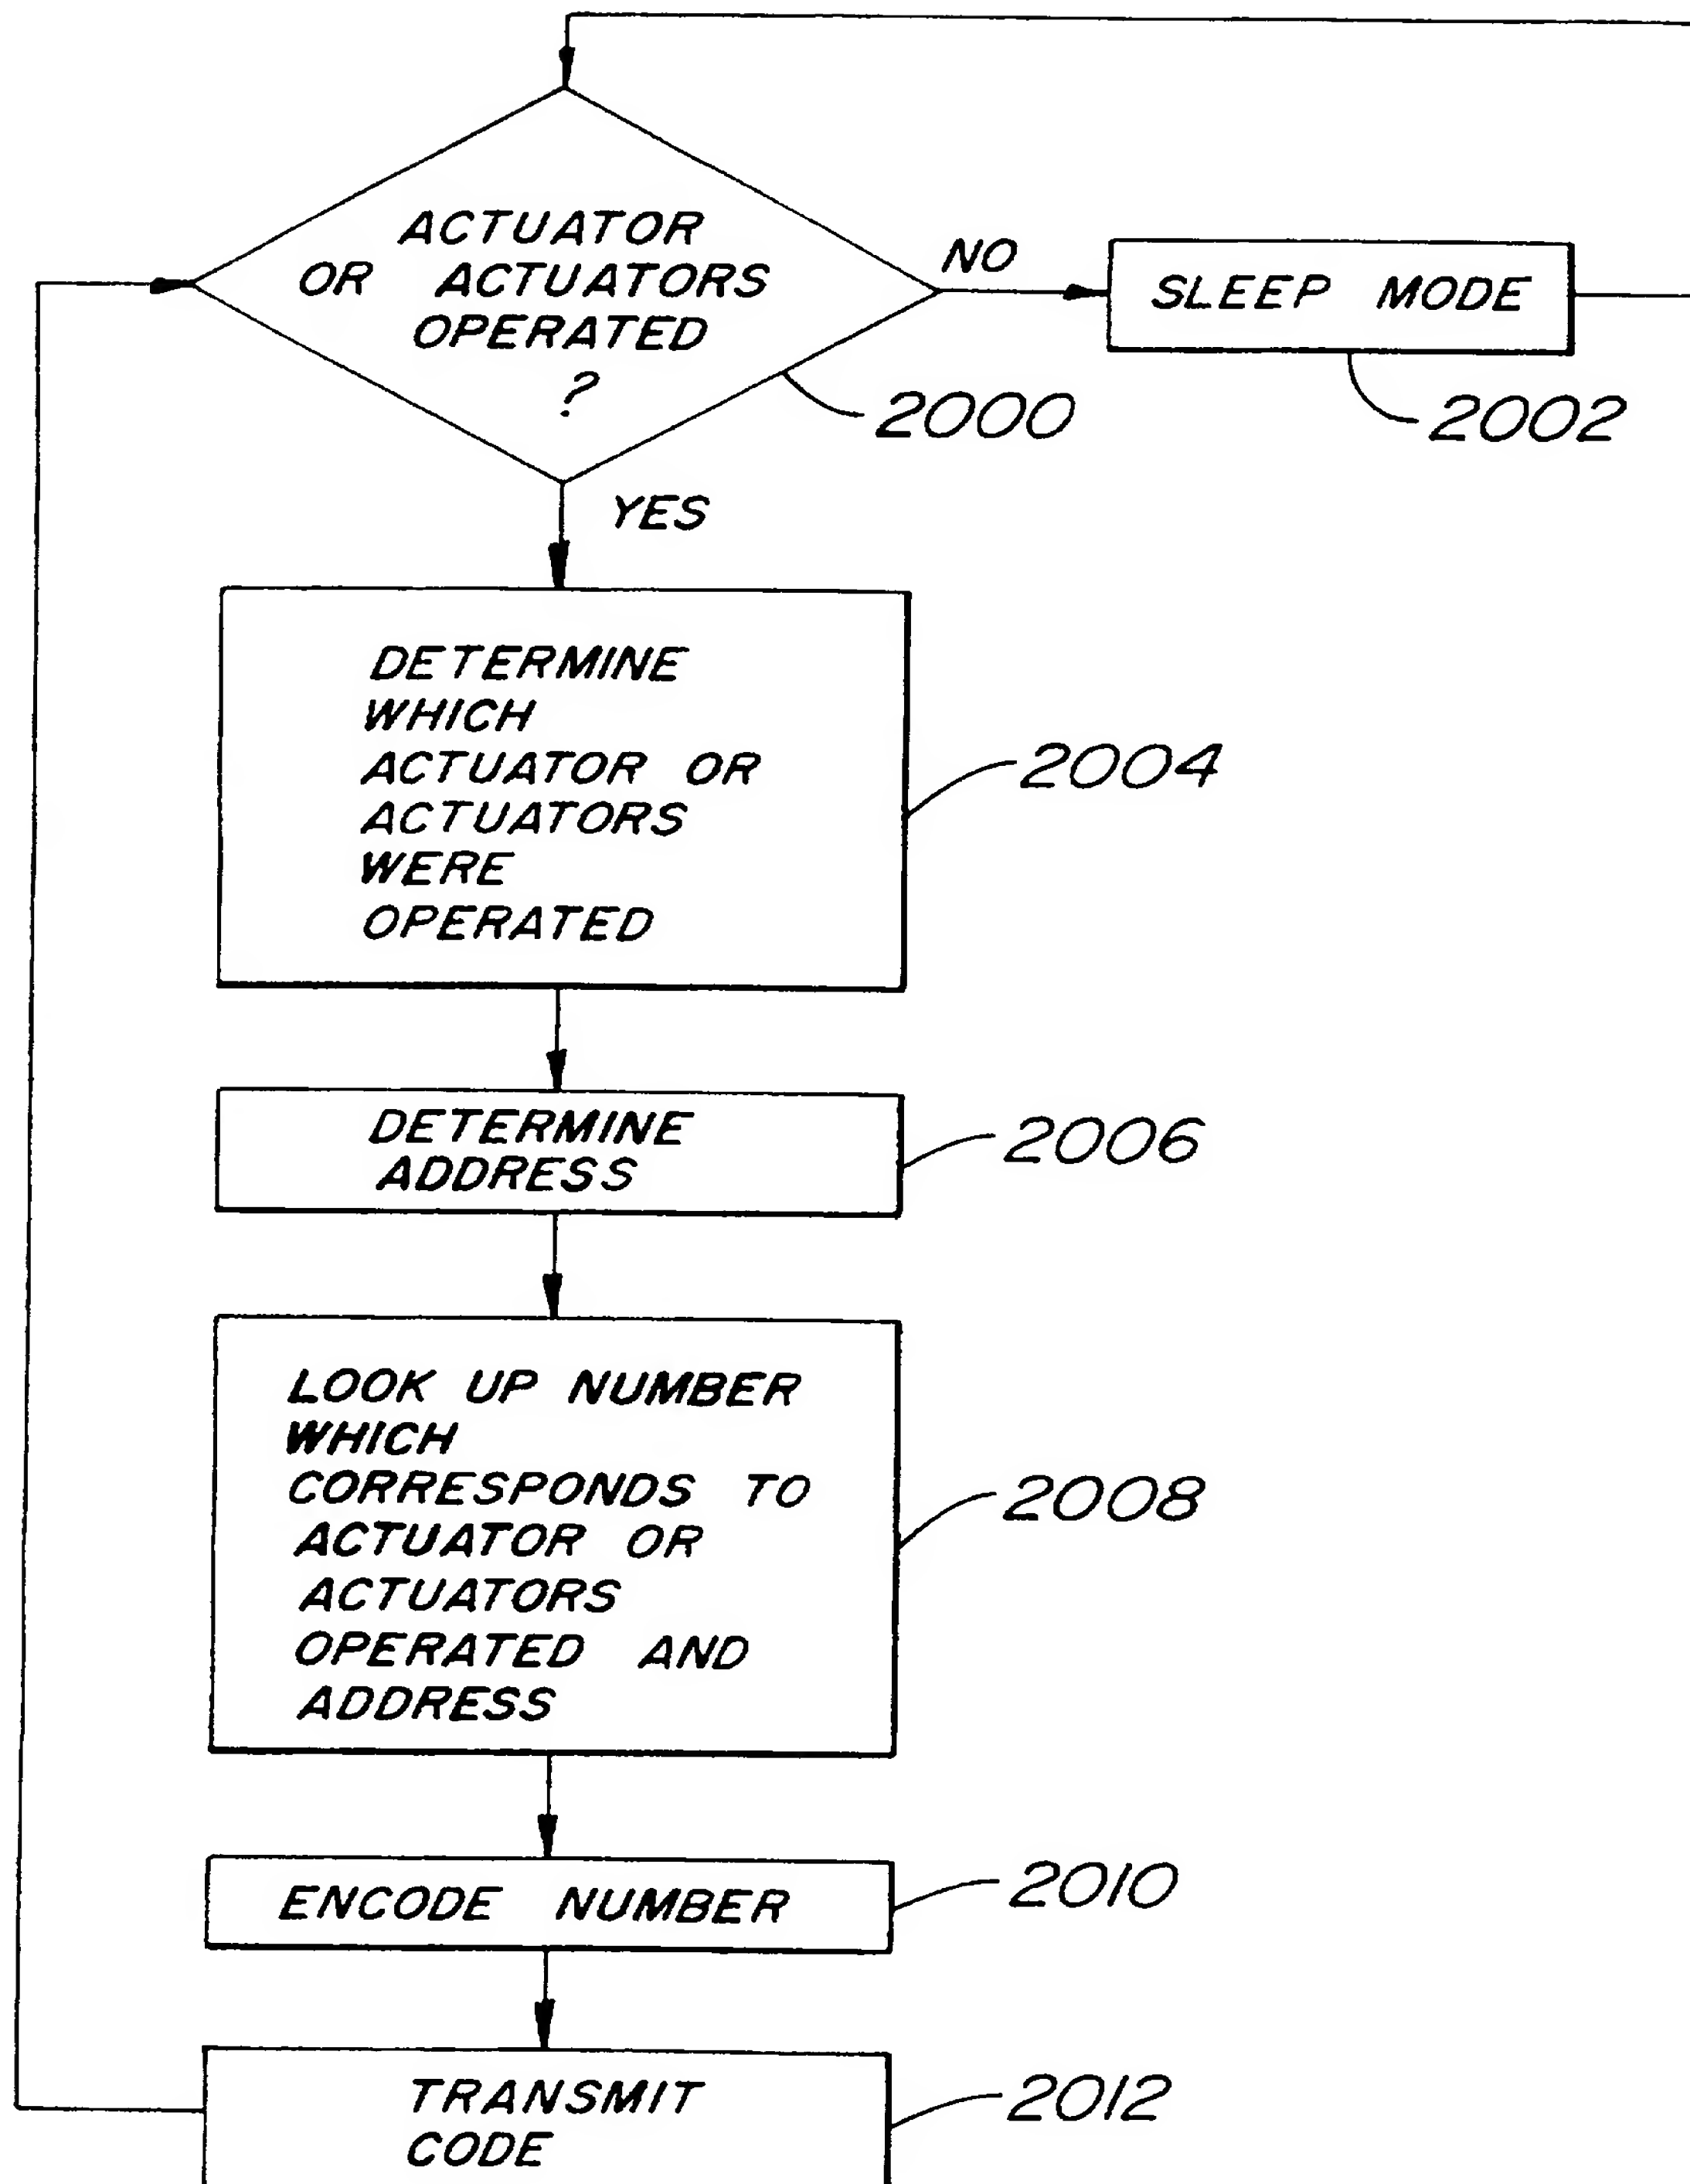 ACTUATOR
OR ACTUATORS
OPERATED
?
NO
SLEEP MODE
2000
2002
YES
DETERMINE
WHICH
ACTUATOR OR
ACTUATORS
WERE
OPERATED
2004
DETERMINE
ADDRESS
2006
LOOK UP NUMBER
WHICH
CORRESPONDS TO
ACTUATOR OR
ACTUATORS
OPERATED AND
ADDRESS
2008
ENCODE NUMBER
2010
TRANSMIT
CODE
2012